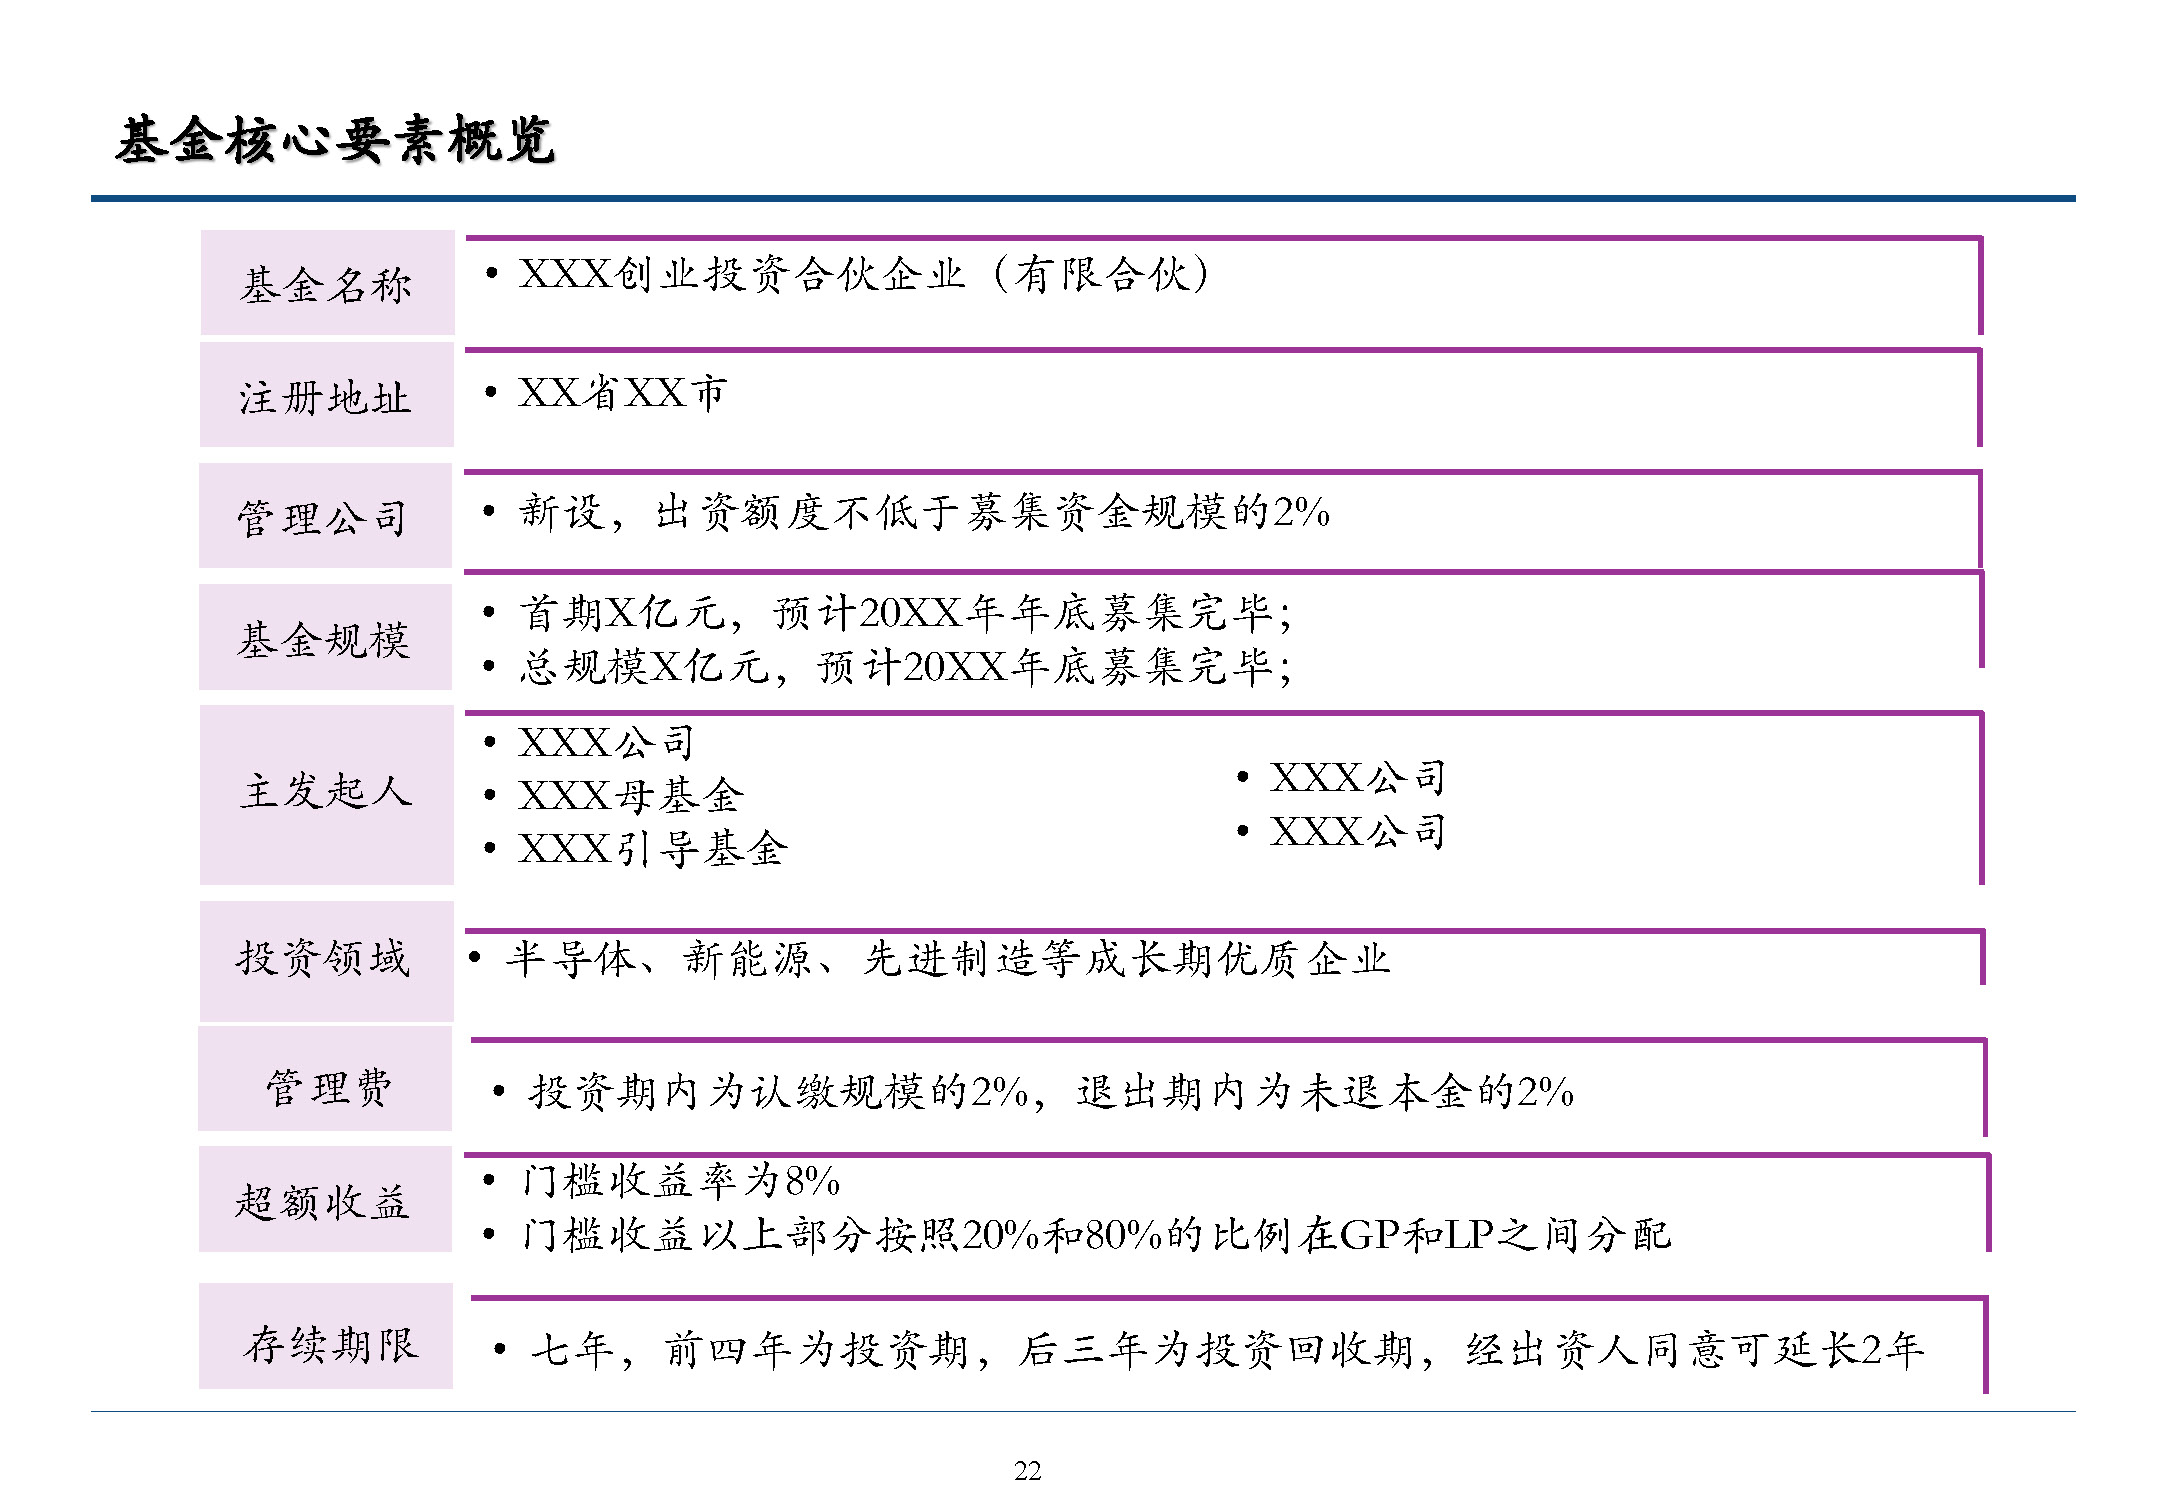 基金核心要素概览
基金名称
• XXX创业投资合伙企业（有限合伙）
注册地址
• XX省XX市
管理公司
• 新设，出资额度不低于募集资金规模的2%
基金规模
• 首期X亿元，预计20XX年年底募集完毕；
• 总规模X亿元，预计20XX年底募集完毕；
主发起人
• XXX公司
• XXX母基金
• XXX引导基金
• XXX公司
• XXX公司
投资领域
• 半导体、新能源、先进制造等成长期优质企业
管理费
• 投资期内为认缴规模的2%，退出期内为未退本金的2%
超额收益
• 门槛收益率为8%
• 门槛收益以上部分按照20%和80%的比例在GP和LP之间分配
存续期限
• 七年，前四年为投资期，后三年为投资回收期，经出资人同意可延长2年
22